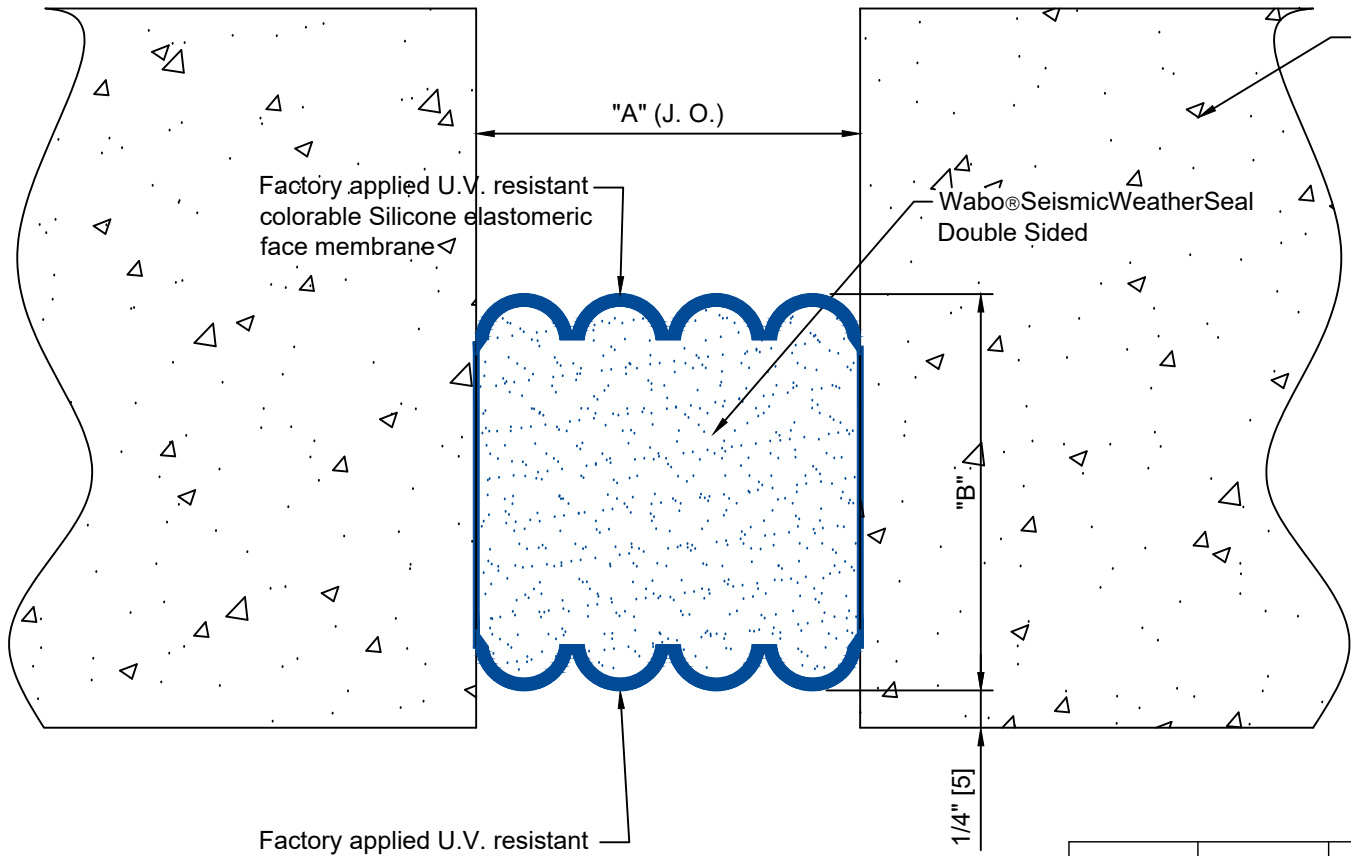 "A" (J. O.)
Factory applied U.V. resistant
colorable Silicone elastomeric
face membrane
Wabo®SeismicWeatherSeal
Double Sided
"B"
1/4" [5]
Factory applied U.V. resistant